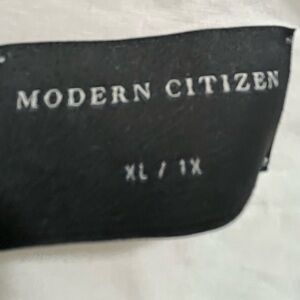 MODERN CITIZEN
XL / 1X